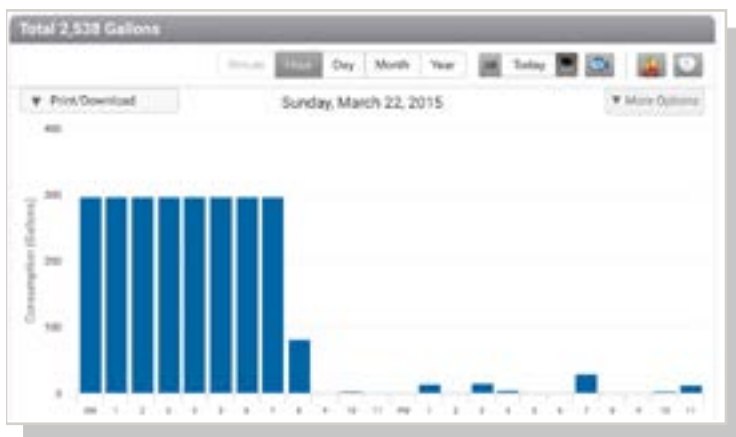 Total 2,538 Gallons
Hour Day Month Year Today
Print/Download
Sunday, March 22, 2015
More Options
Consumption (Gallons)
400
300
200
100
0
AM 1 2 3 4 5 6 7 8 9 10 11 PM 1 2 3 4 5 6 7 8 9 10 11